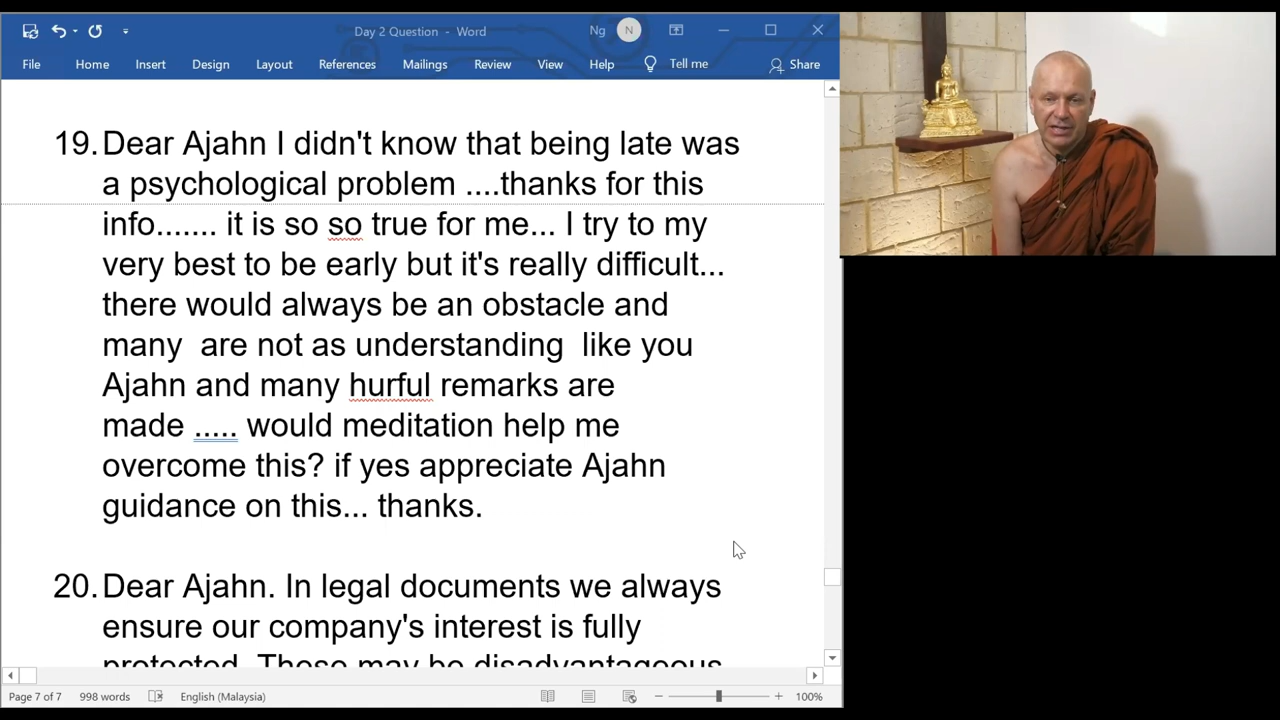 Day 2 Question - Word
Ng N
File Home Insert Design Layout References Mailings Review View Help Tell me Share
19. Dear Ajahn I didn't know that being late was
a psychological problem ....thanks for this
info....... it is so so true for me... I try to my
very best to be early but it's really difficult...
there would always be an obstacle and
many are not as understanding like you
Ajahn and many hurful remarks are
made ..... would meditation help me
overcome this? if yes appreciate Ajahn
guidance on this... thanks.
20. Dear Ajahn. In legal documents we always
ensure our company's interest is fully
protected. These may be disadvantageous
Page 7 of 7 998 words English (Malaysia) 100%